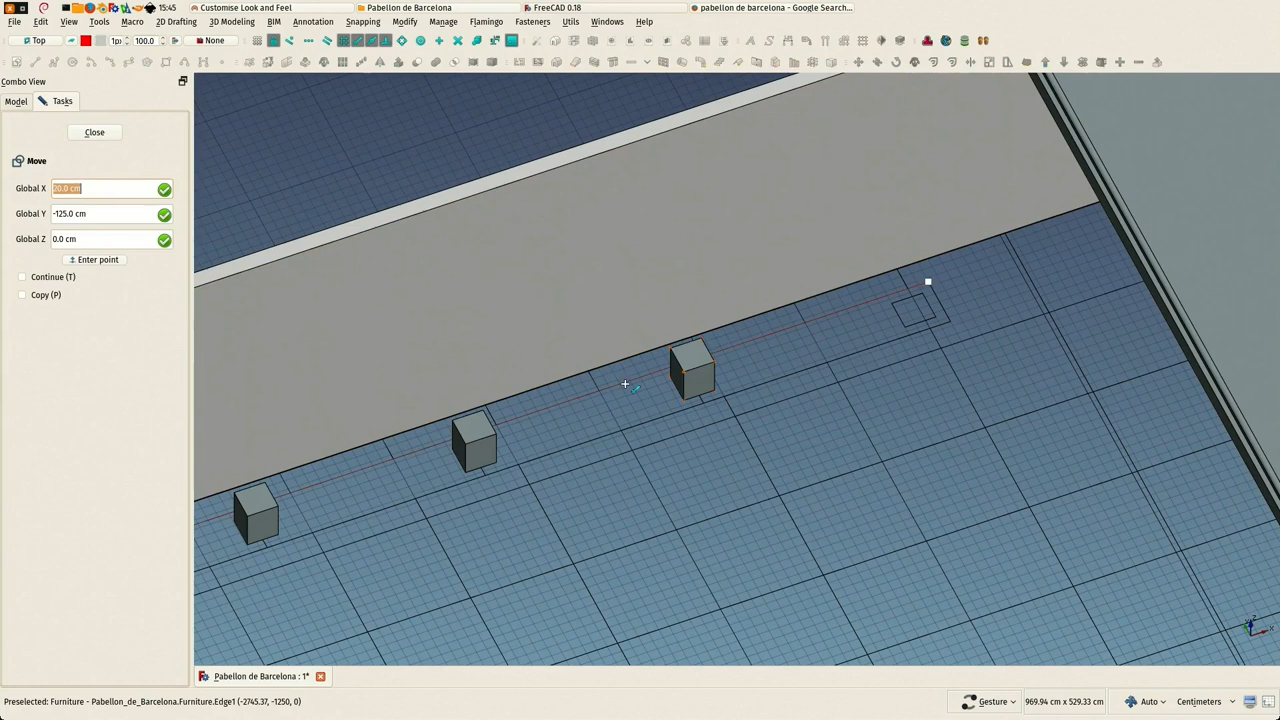 15:45 Customise Look and Feel Pabellon de Barcelona FreeCAD 0.18 pabellon de barcelona - Google Search...
File Edit View Tools Macro 2D Drafting 3D Modeling BIM Annotation Snapping Modify Manage Flamingo Fasteners Utils Windows Help
Top 100.0 None
Combo View
Model Tasks
Close
Move
Global X 20.0 cm
Global Y -125.0 cm
Global Z 0.0 cm
Enter point
Continue (T)
Copy (P)
Pabellon de Barcelona : 1*
Preselected: Furniture - Pabellon_de_Barcelona.Furniture.Edge1 (-2745.37, -1250, 0) Gesture 969.94 cm x 529.33 cm Auto Centimeters